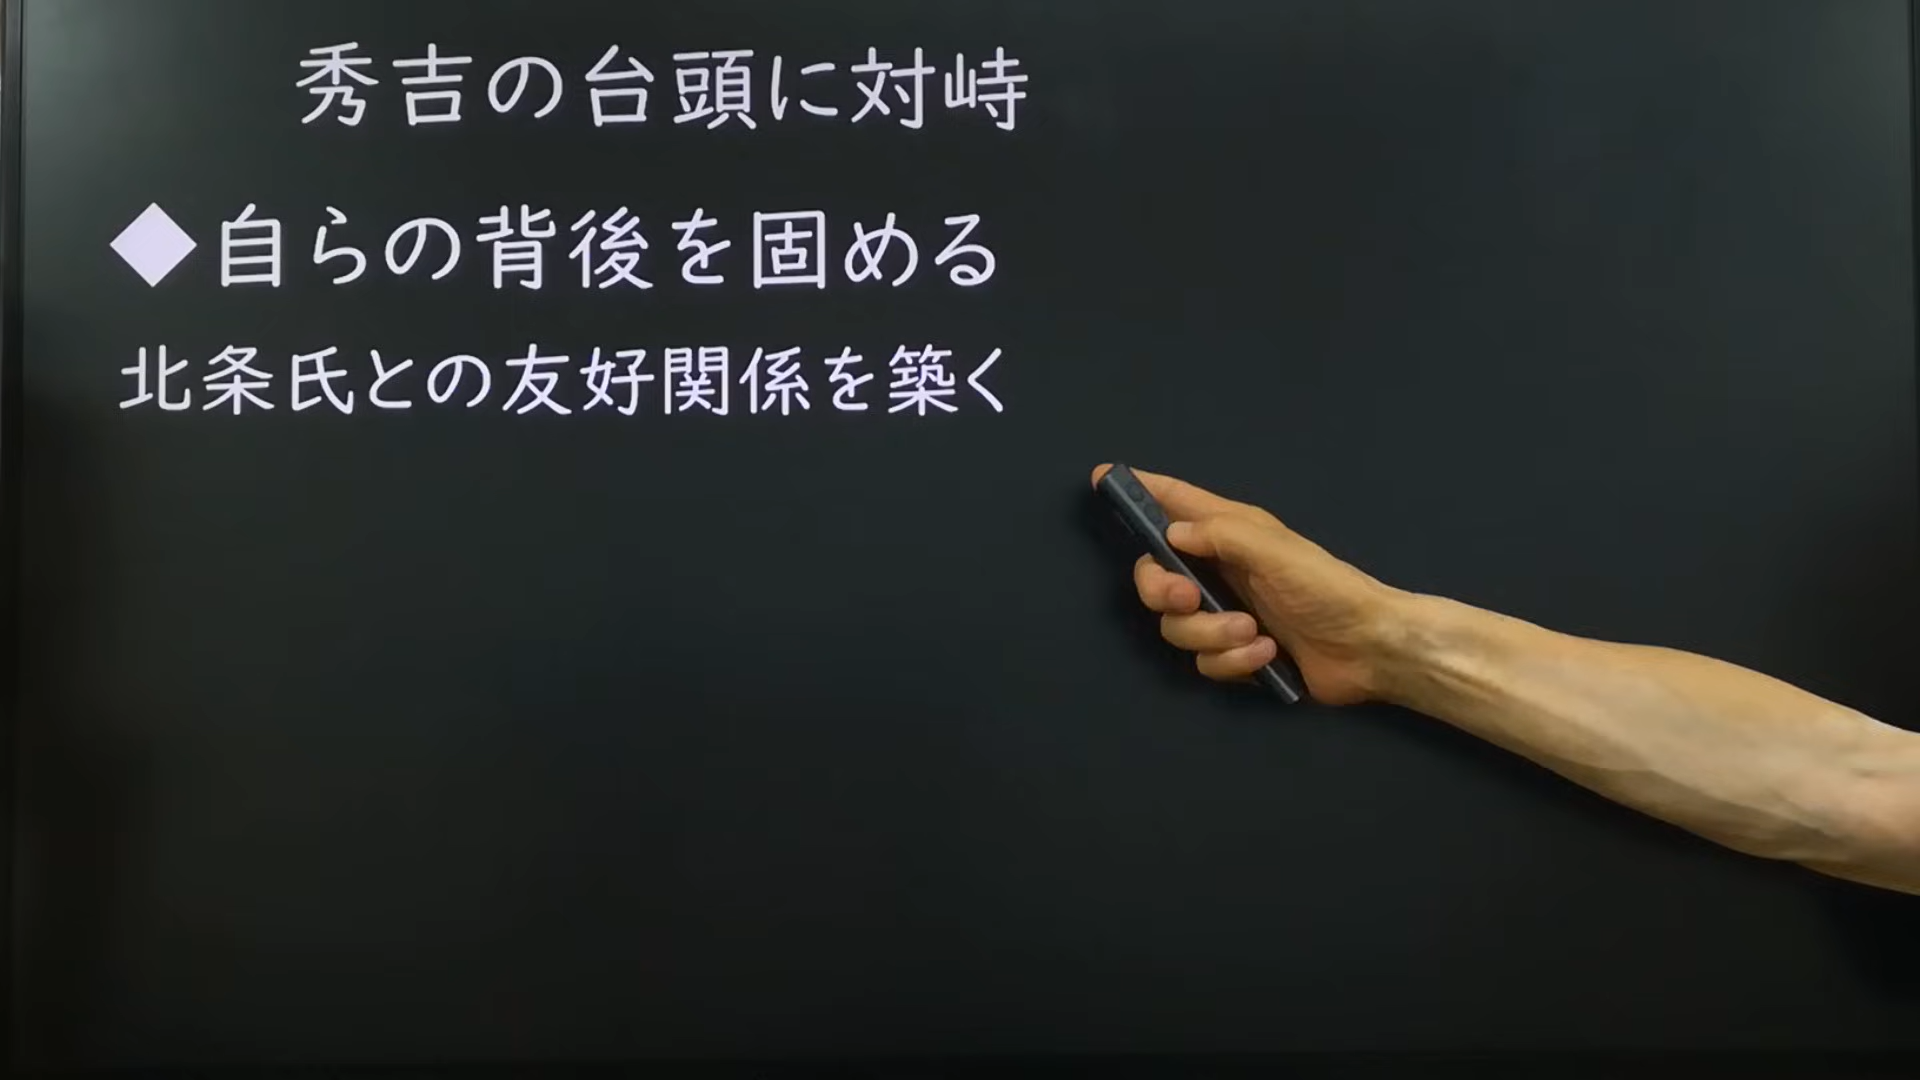 秀吉の台頭に対峙
◆自らの背後を固める
北条氏との友好関係を築く